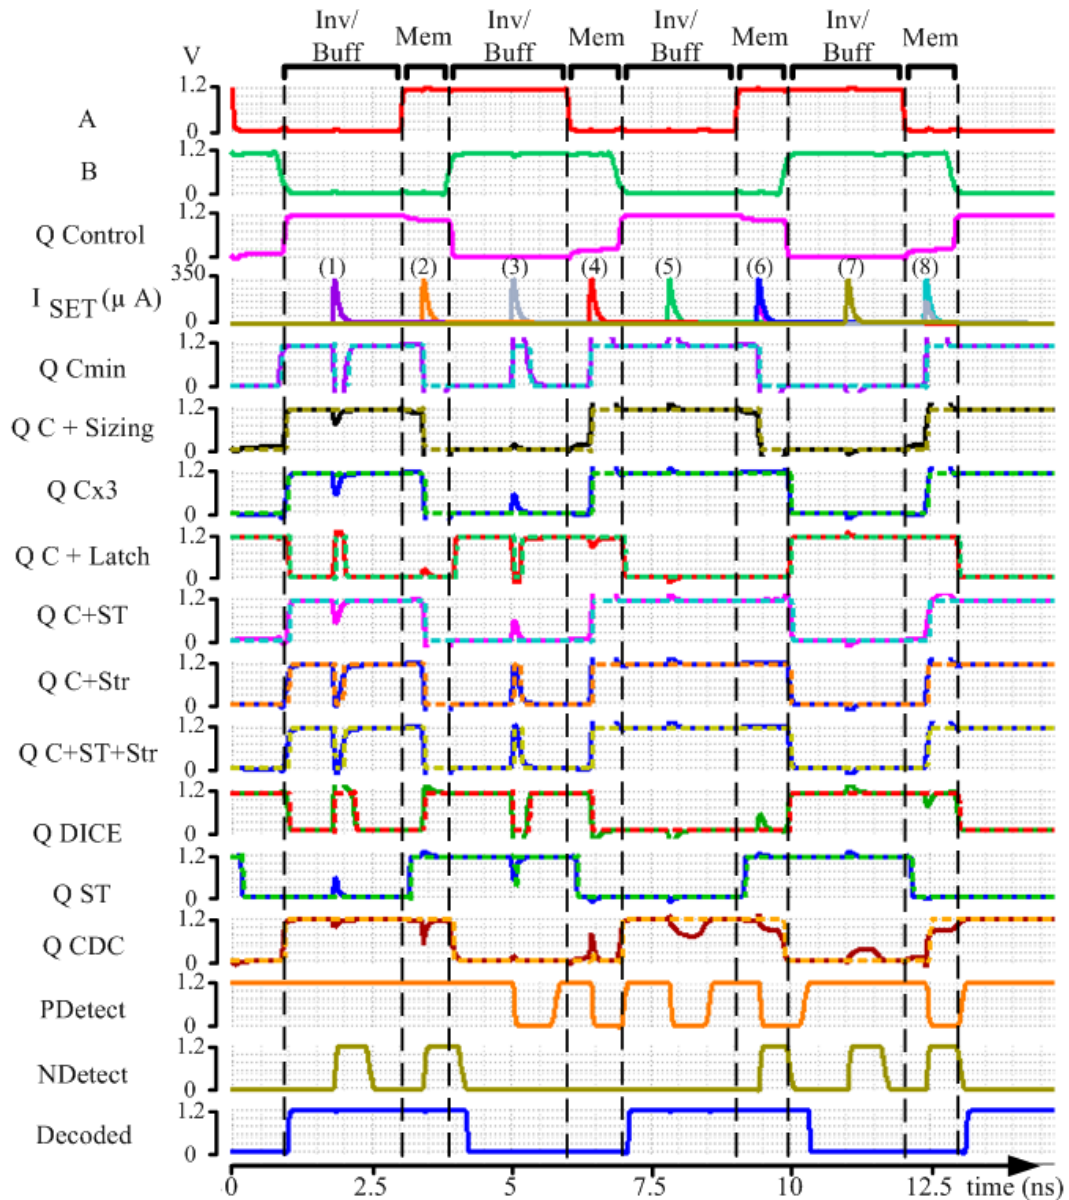 Inv/ Inv/ Inv/ Inv/
Buff Mem Buff Mem Buff Mem Buff Mem
V
A 1.2 0
B 1.2 0
Q Control 1.2 0
I SET (µ A) 350 0 (1) (2) (3) (4) (5) (6) (7) (8)
Q Cmin 1.2 0
Q C + Sizing 1.2 0
Q Cx3 1.2 0
Q C + Latch 1.2 0
Q C+ST 1.2 0
Q C+Str 1.2 0
Q C+ST+Str 1.2 0
Q DICE 1.2 0
Q ST 1.2 0
Q CDC 1.2 0
PDetect 1.2 0
NDetect 1.2 0
Decoded 1.2 0
0 2.5 5 7.5 10 12.5 time (ns)